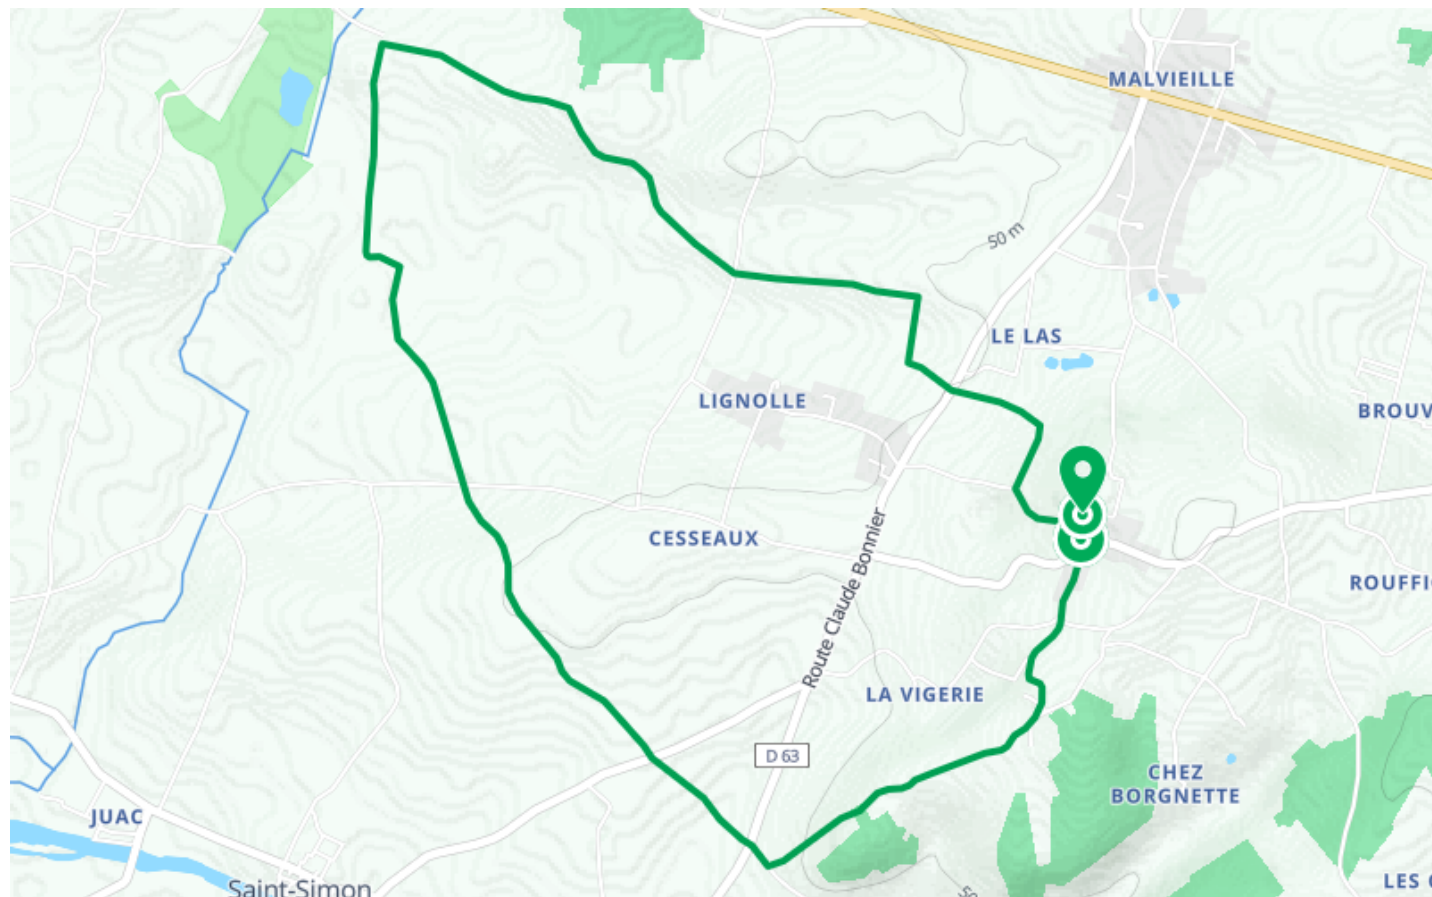 MALVIEILLE
50 m
LE LAS
LIGNOLLE
BROUV
CESSEAUX
Route Claude Bonnier
ROUFFI
LA VIGERIE
D 63
CHEZ
BORGNETTE
JUAC
Saint-Simon
LES
50